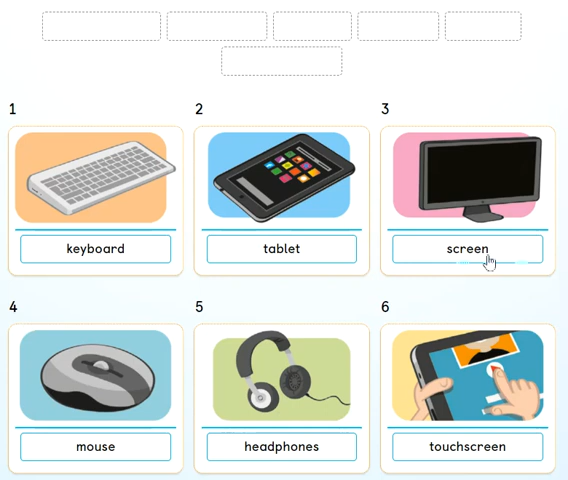 1
2
3
keyboard
tablet
screen
4
5
6
mouse
headphones
touchscreen